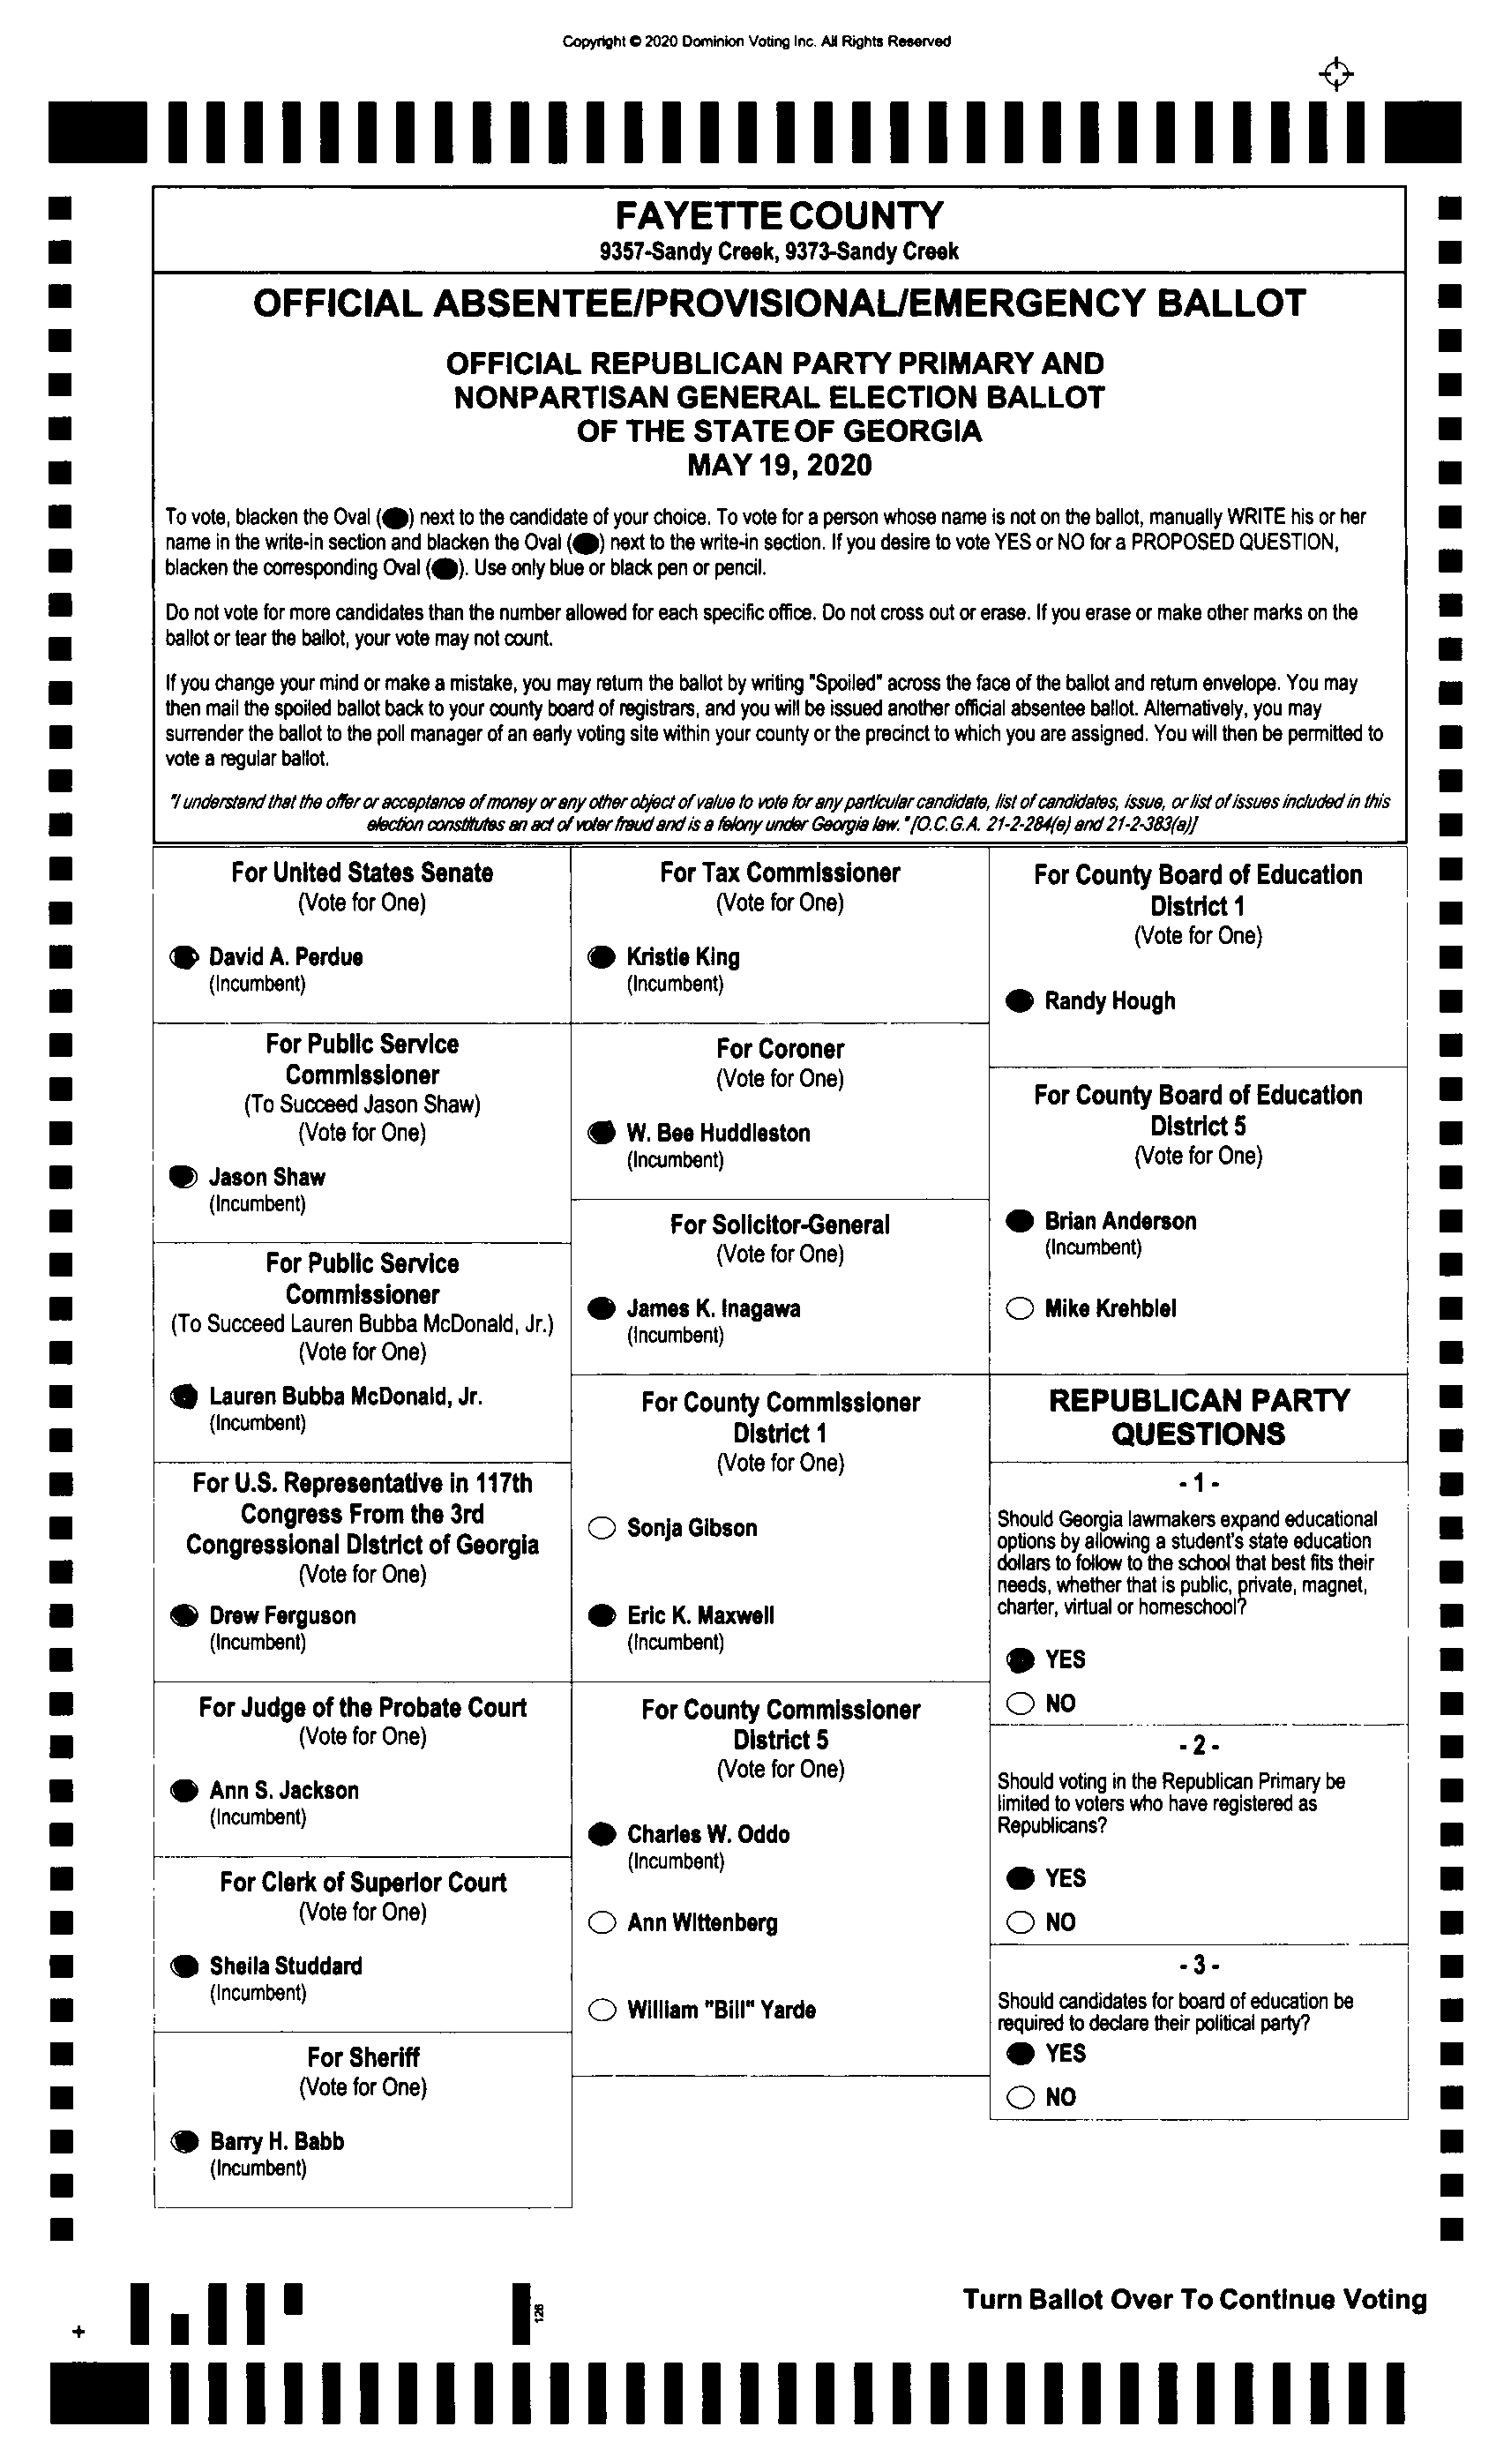 Copyright © 2020 Dominion Voting Inc. All Rights Reserved
FAYETTE COUNTY
9357-Sandy Creek, 9373-Sandy Creek
OFFICIAL ABSENTEE/PROVISIONAL/EMERGENCY BALLOT
OFFICIAL REPUBLICAN PARTY PRIMARY AND
NONPARTISAN GENERAL ELECTION BALLOT
OF THE STATE OF GEORGIA
MAY 19, 2020
To vote, blacken the Oval (●) next to the candidate of your choice. To vote for a person whose name is not on the ballot, manually WRITE his or her
name in the write-in section and blacken the Oval (●) next to the write-in section. If you desire to vote YES or NO for a PROPOSED QUESTION,
blacken the corresponding Oval (●). Use only blue or black pen or pencil.
Do not vote for more candidates than the number allowed for each specific office. Do not cross out or erase. If you erase or make other marks on the
ballot or tear the ballot, your vote may not count.
If you change your mind or make a mistake, you may return the ballot by writing "Spoiled" across the face of the ballot and return envelope. You may
then mail the spoiled ballot back to your county board of registrars, and you will be issued another official absentee ballot. Alternatively, you may
surrender the ballot to the poll manager of an early voting site within your county or the precinct to which you are assigned. You will then be permitted to
vote a regular ballot.
"I understand that the offer or acceptance of money or any other object of value to vote for any particular candidate, list of candidates, issue, or list of issues included in this
election constitutes an act of voter fraud and is a felony under Georgia law." [O.C.G.A. 21-2-284(e) and 21-2-383(a)]
For United States Senate
(Vote for One)
David A. Perdue
(Incumbent)
For Public Service
Commissioner
(To Succeed Jason Shaw)
(Vote for One)
Jason Shaw
(Incumbent)
For Public Service
Commissioner
(To Succeed Lauren Bubba McDonald, Jr.)
(Vote for One)
Lauren Bubba McDonald, Jr.
(Incumbent)
For U.S. Representative in 117th
Congress From the 3rd
Congressional District of Georgia
(Vote for One)
Drew Ferguson
(Incumbent)
For Judge of the Probate Court
(Vote for One)
Ann S. Jackson
(Incumbent)
For Clerk of Superior Court
(Vote for One)
Sheila Studdard
(Incumbent)
For Sheriff
(Vote for One)
Barry H. Babb
(Incumbent)
For Tax Commissioner
(Vote for One)
Kristie King
(Incumbent)
For Coroner
(Vote for One)
W. Bee Huddleston
(Incumbent)
For Solicitor-General
(Vote for One)
James K. Inagawa
(Incumbent)
For County Commissioner
District 1
(Vote for One)
Sonja Gibson
Eric K. Maxwell
(Incumbent)
For County Commissioner
District 5
(Vote for One)
Charles W. Oddo
(Incumbent)
Ann Wittenberg
William "Bill" Yarde
For County Board of Education
District 1
(Vote for One)
Randy Hough
For County Board of Education
District 5
(Vote for One)
Brian Anderson
(Incumbent)
Mike Krehbiel
REPUBLICAN PARTY
QUESTIONS
- 1 -
Should Georgia lawmakers expand educational
options by allowing a student's state education
dollars to follow to the school that best fits their
needs, whether that is public, private, magnet,
charter, virtual or homeschool?
YES
NO
- 2 -
Should voting in the Republican Primary be
limited to voters who have registered as
Republicans?
YES
NO
- 3 -
Should candidates for board of education be
required to declare their political party?
YES
NO
126
Turn Ballot Over To Continue Voting